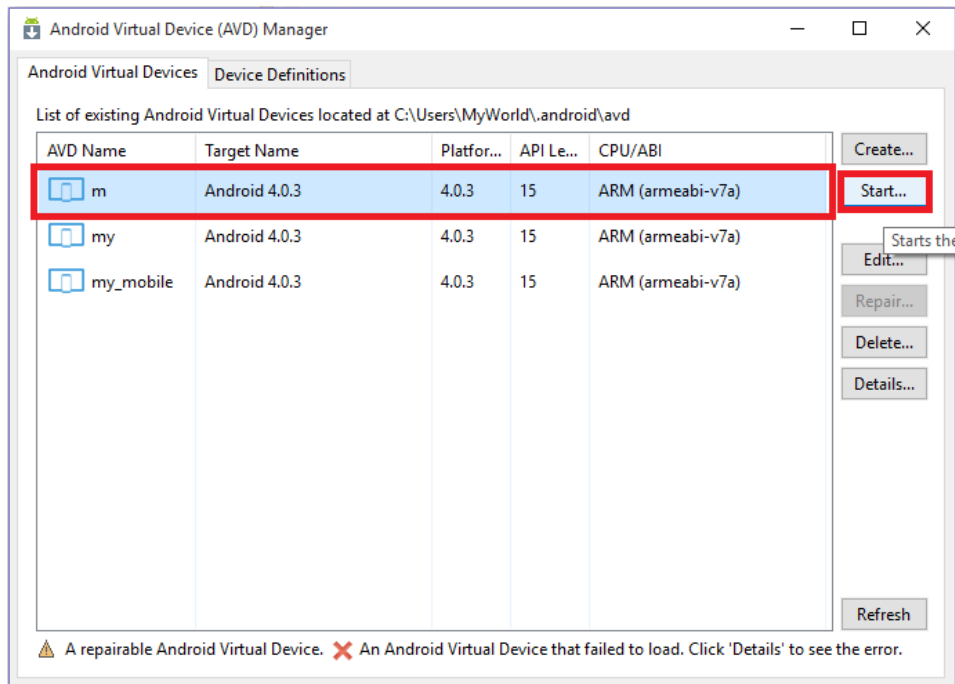 Android Virtual Device (AVD) Manager
Android Virtual Devices Device Definitions
List of existing Android Virtual Devices located at C:\Users\MyWorld\.android\avd
AVD Name Target Name Platfor... API Le... CPU/ABI Create...
m Android 4.0.3 4.0.3 15 ARM (armeabi-v7a) Start...
my Android 4.0.3 4.0.3 15 ARM (armeabi-v7a) Starts the
Edit...
my_mobile Android 4.0.3 4.0.3 15 ARM (armeabi-v7a)
Repair...
Delete...
Details...
Refresh
A repairable Android Virtual Device. An Android Virtual Device that failed to load. Click 'Details' to see the error.